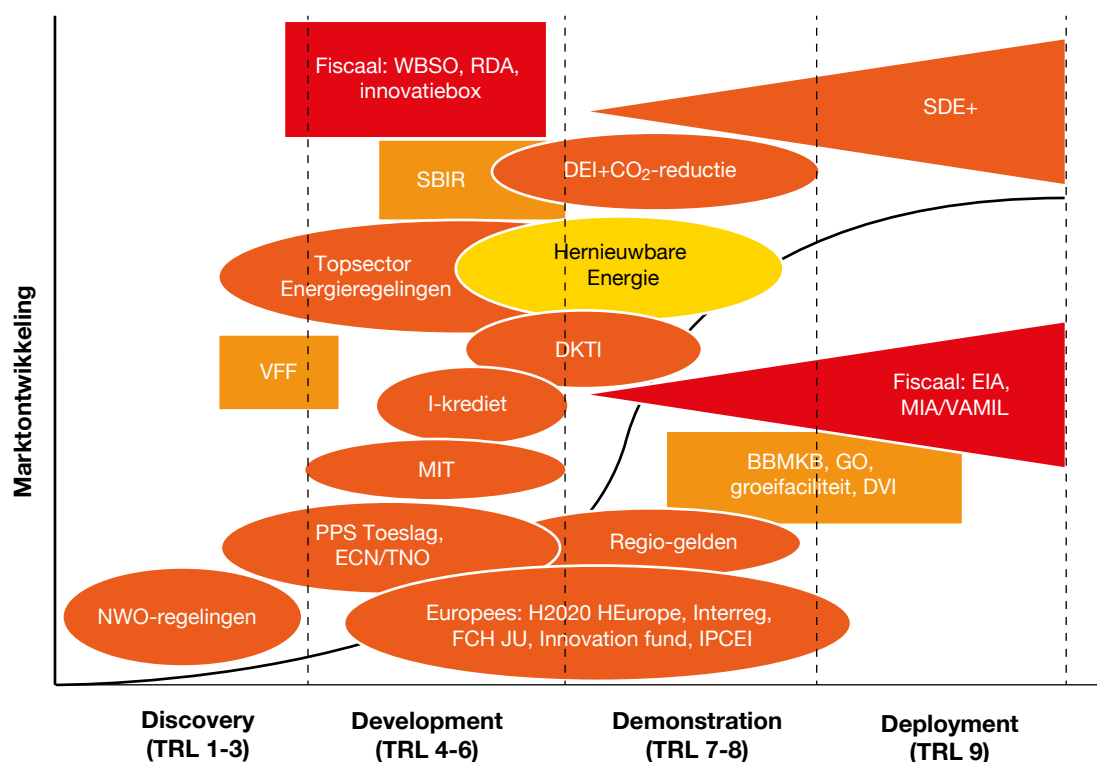 Fiscaal: WBSO, RDA,
innovatiebox
SDE+
SBIR
DEI+CO₂-reductie
Topsector
Energieregelingen
Hernieuwbare
Energie
VFF
DKTI
I-krediet
Fiscaal: EIA,
MIA/VAMIL
MIT
BBMKB, GO,
groeifaciliteit, DVI
PPS Toeslag,
ECN/TNO
Regio-gelden
NWO-regelingen
Europees: H2020 HEurope, Interreg,
FCH JU, Innovation fund, IPCEI
Marktontwikkeling
Discovery
(TRL 1-3)
Development
(TRL 4-6)
Demonstration
(TRL 7-8)
Deployment
(TRL 9)